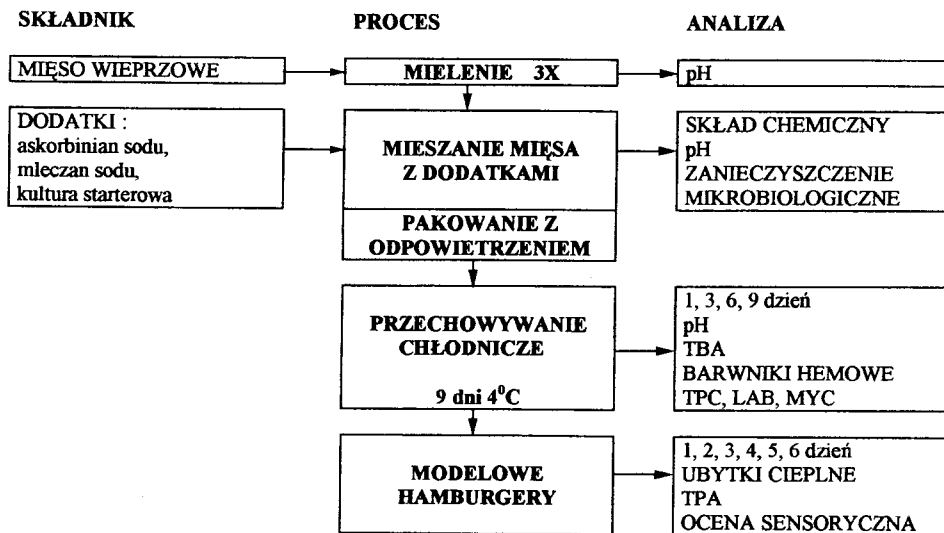 SKŁADNIK PROCES ANALIZA
MIĘSO WIEPRZOWE MIELENIE 3X pH
DODATKI :
askorbinian sodu,
mleczan sodu,
kultura starterowa
MIESZANIE MIĘSA
Z DODATKAMI
SKŁAD CHEMICZNY
pH
ZANIECZYSZCZENIE
MIKROBIOLOGICZNE
PAKOWANIE Z
ODPOWIETRZENIEM
PRZECHOWYWANIE
CHŁODNICZE
9 dni 4⁰C
1, 3, 6, 9 dzień
pH
TBA
BARWNIKI HEMOWE
TPC, LAB, MYC
MODELOWE
HAMBURGERY
1, 2, 3, 4, 5, 6 dzień
UBYTKI CIEPLNE
TPA
OCENA SENSORYCZNA